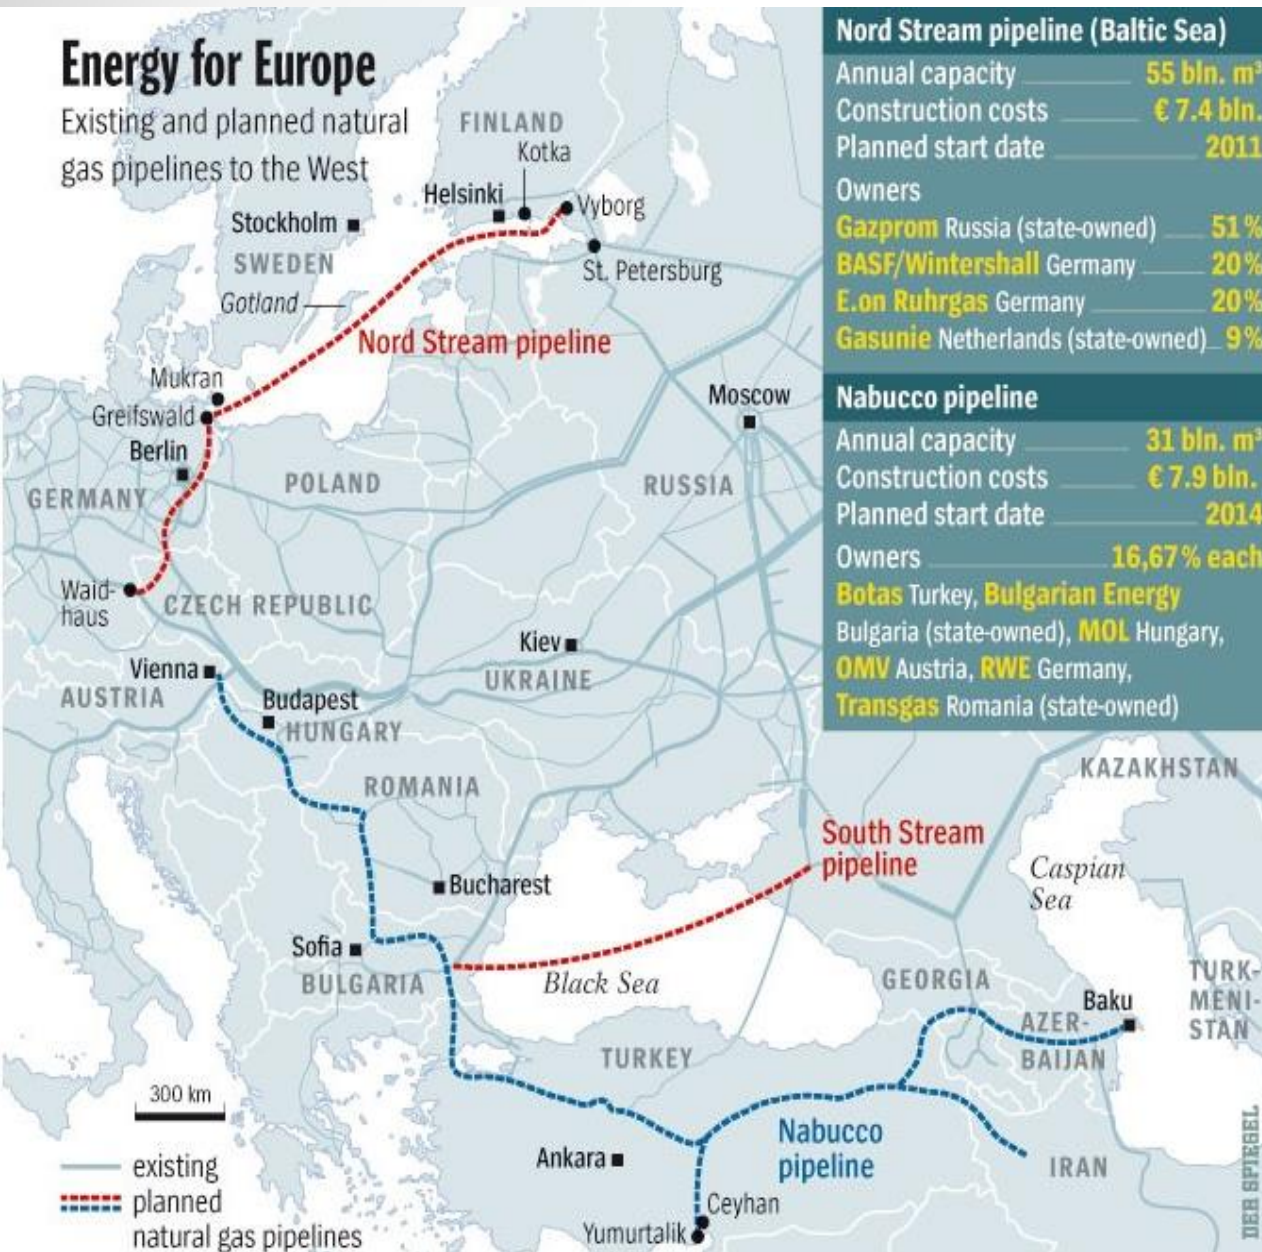 Energy for Europe
Existing and planned natural
gas pipelines to the West
FINLAND
Kotka
Helsinki
Vyborg
Stockholm
St. Petersburg
SWEDEN
Gotland
Nord Stream pipeline
Mukran
Greifswald
Berlin
Moscow
GERMANY
POLAND
RUSSIA
Waid-
haus
CZECH REPUBLIC
Kiev
Vienna
UKRAINE
AUSTRIA
Budapest
HUNGARY
ROMANIA
KAZAKHSTAN
South Stream
pipeline
Caspian
Sea
Bucharest
Sofia
BULGARIA
Black Sea
GEORGIA
TURK-
MENI-
STAN
Baku
AZER-
BAIJAN
TURKEY
300 km
Nabucco
pipeline
Ankara
IRAN
Ceyhan
Yumurtalik
existing
planned
natural gas pipelines
Nord Stream pipeline (Baltic Sea)
Annual capacity 55 bln. m³
Construction costs € 7.4 bln.
Planned start date 2011
Owners
Gazprom Russia (state-owned) 51%
BASF/Wintershall Germany 20%
E.on Ruhrgas Germany 20%
Gasunie Netherlands (state-owned) 9%
Nabucco pipeline
Annual capacity 31 bln. m³
Construction costs € 7.9 bln.
Planned start date 2014
Owners 16,67% each
Botas Turkey, Bulgarian Energy
Bulgaria (state-owned), MOL Hungary,
OMV Austria, RWE Germany,
Transgas Romania (state-owned)
DER SPIEGEL